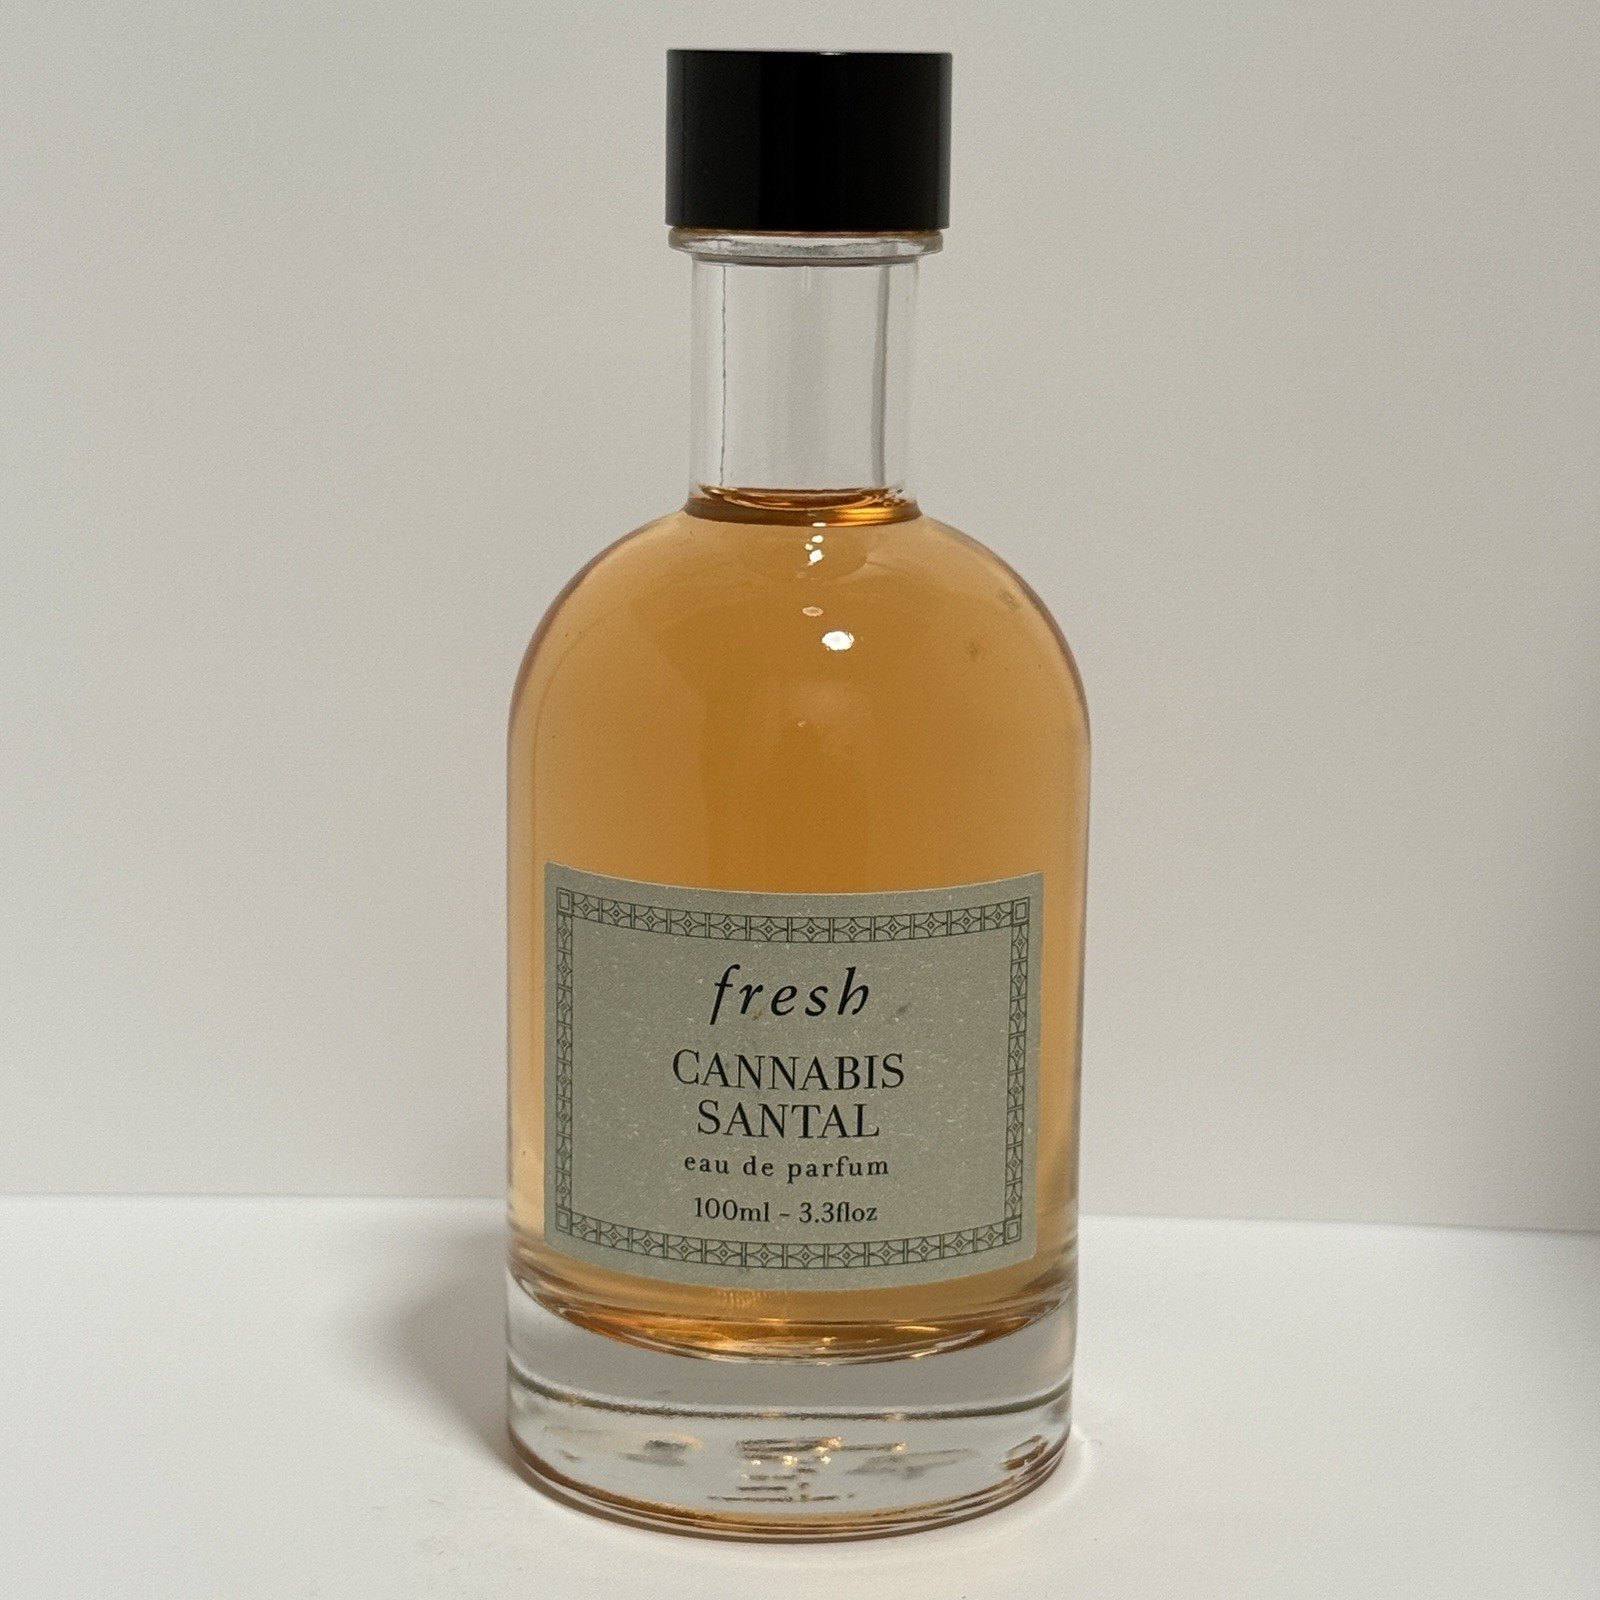 fresh
CANNABIS
SANTAL
eau de parfum
100ml – 3.3floz